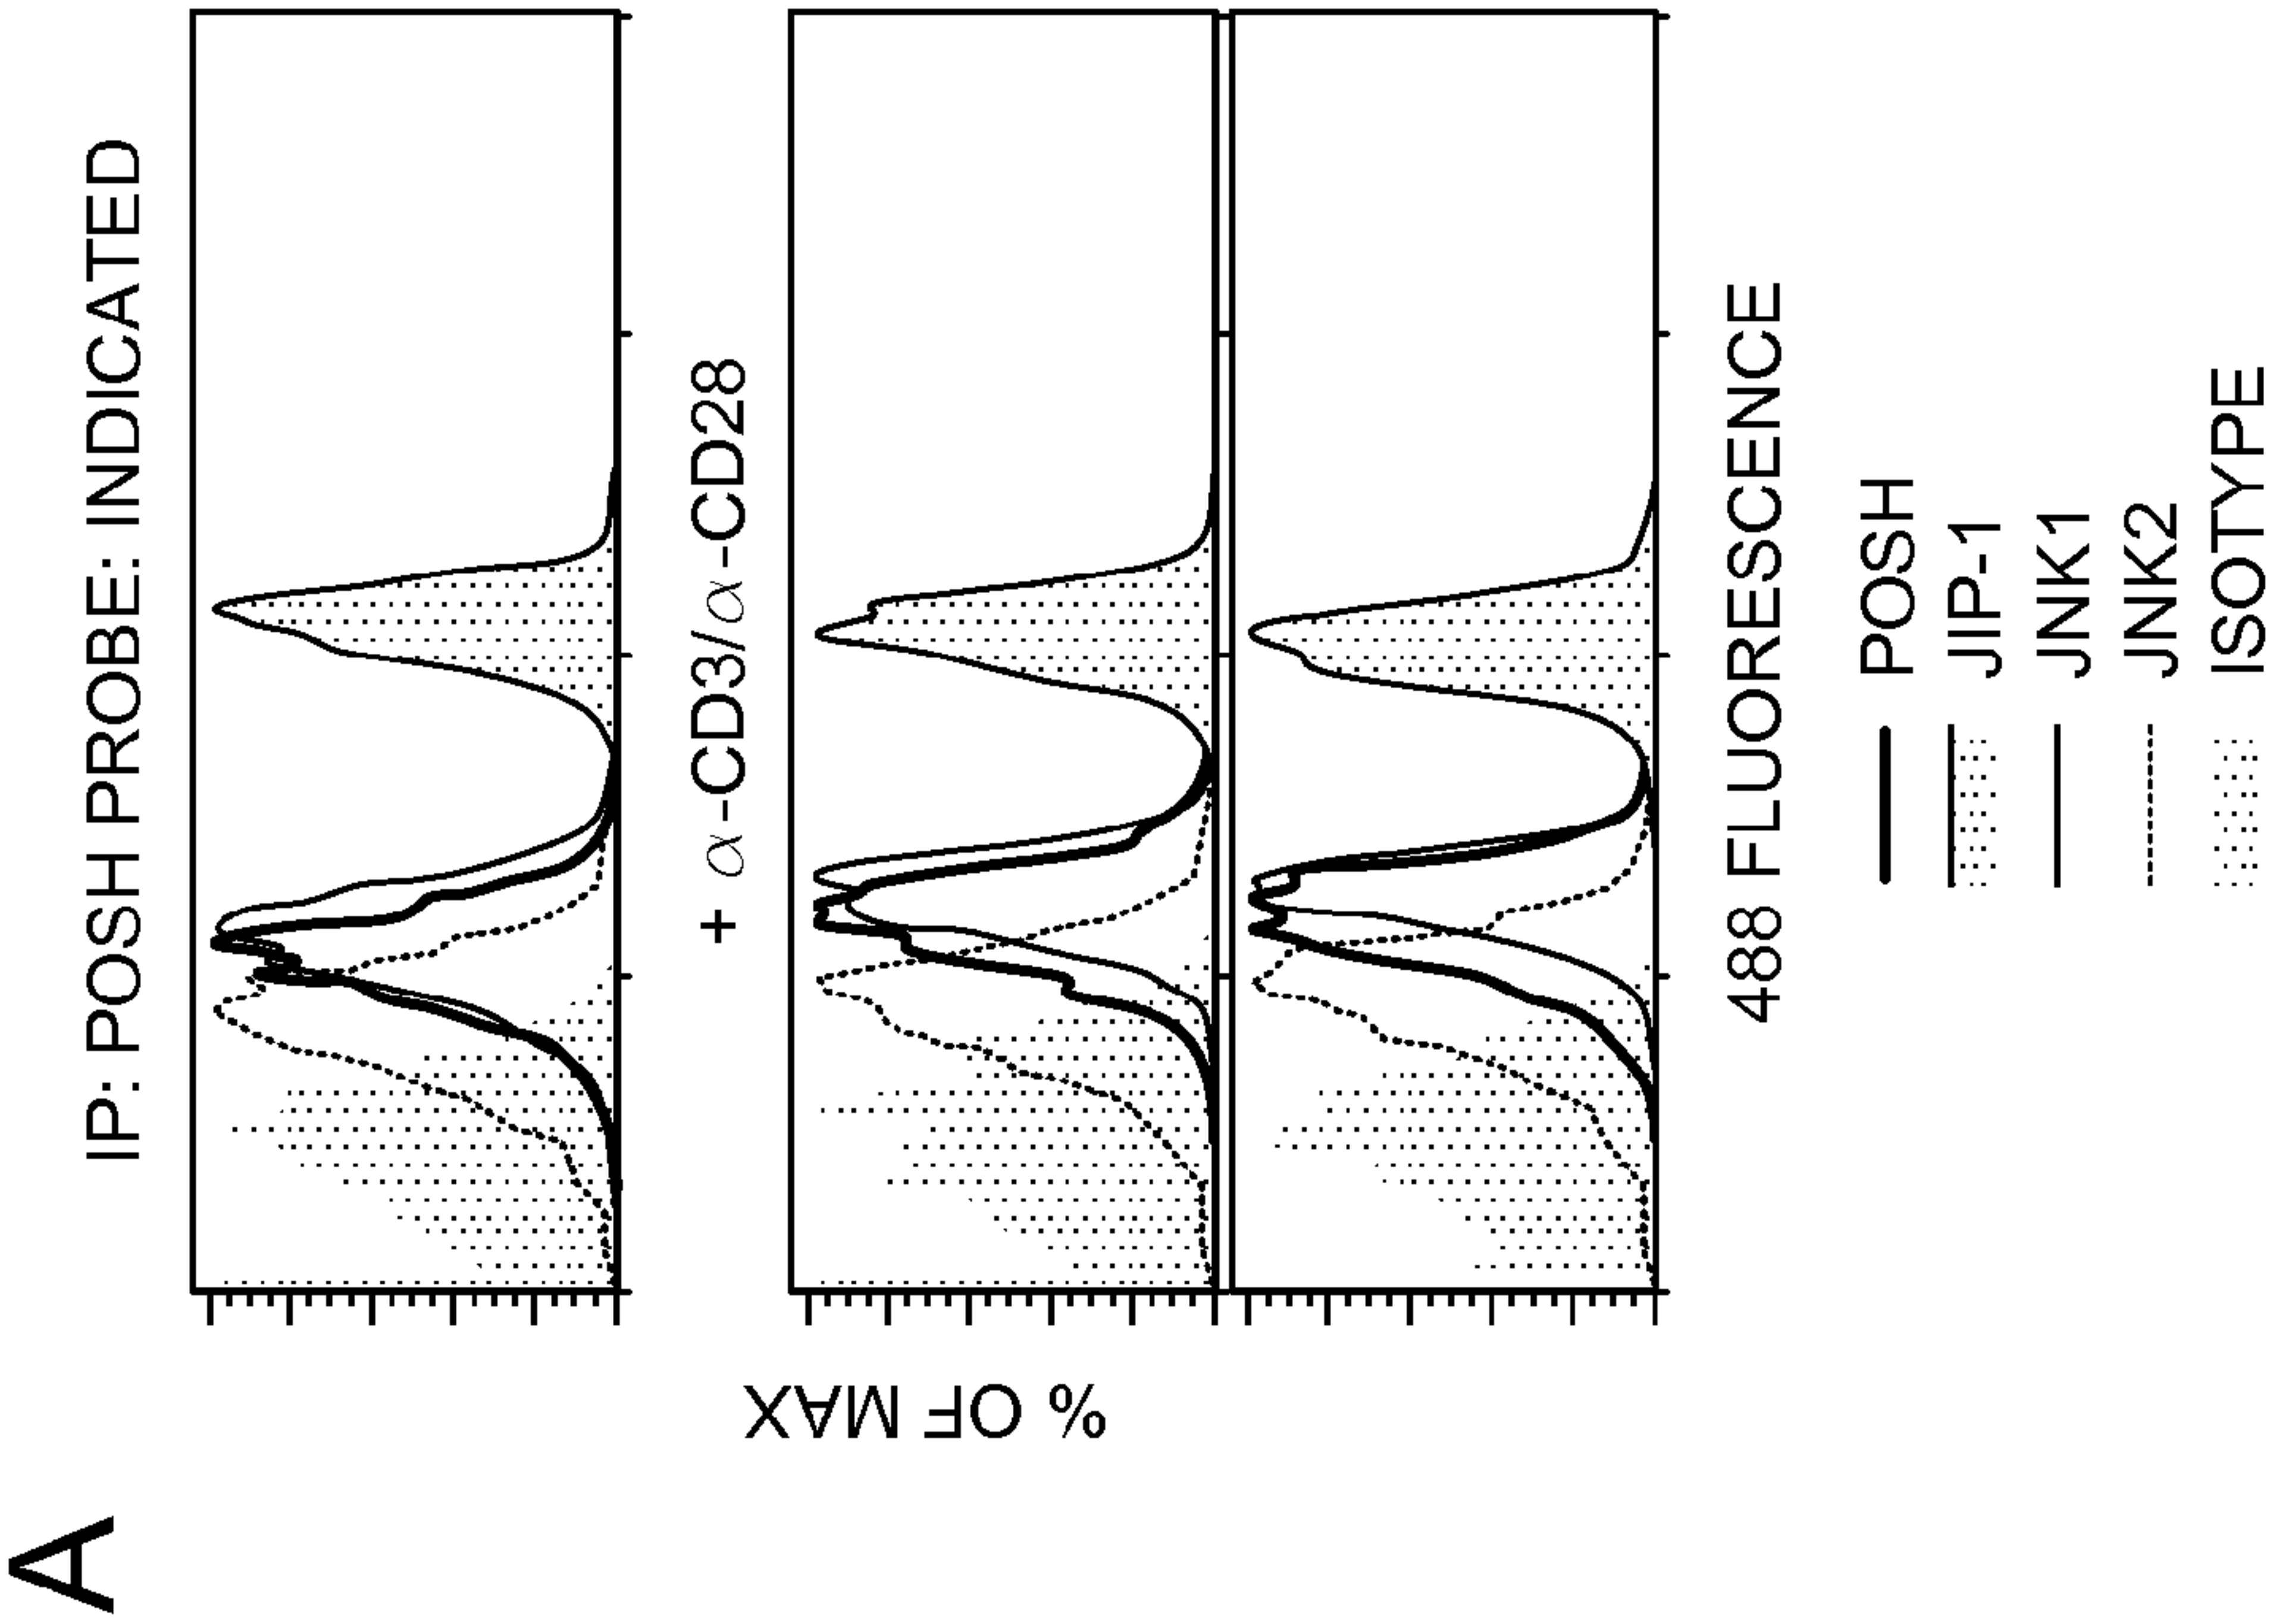 A
IP: POSH PROBE: INDICATED
+ α-CD3/α-CD28
% OF MAX
488 FLUORESCENCE
POSH
JIP-1
JNK1
JNK2
ISOTYPE